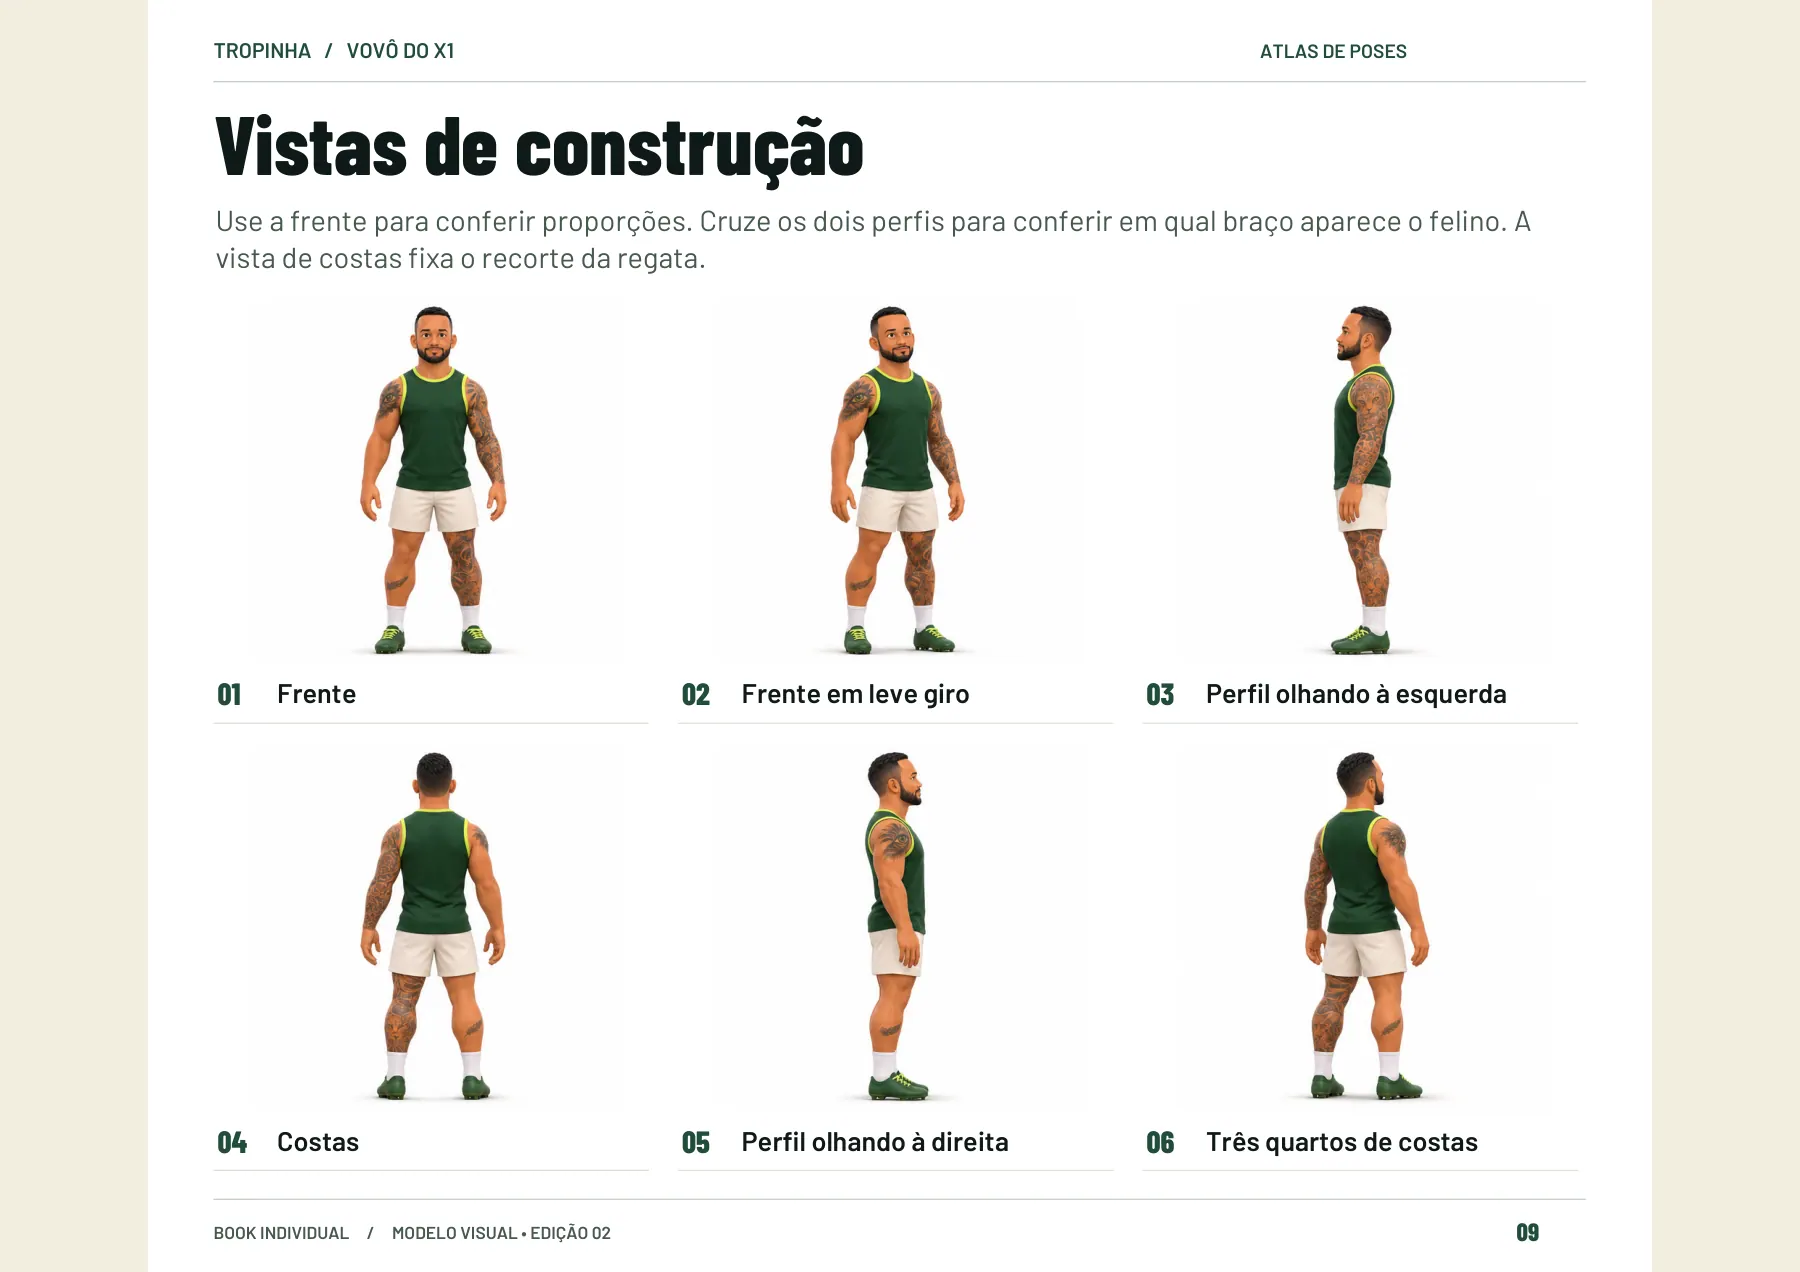 TROPINHA / VOVÔ DO X1
ATLAS DE POSES
Vistas de construção
Use a frente para conferir proporções. Cruze os dois perfis para conferir em qual braço aparece o felino. A
vista de costas fixa o recorte da regata.
01 Frente
02 Frente em leve giro
03 Perfil olhando à esquerda
04 Costas
05 Perfil olhando à direita
06 Três quartos de costas
BOOK INDIVIDUAL / MODELO VISUAL • EDIÇÃO 02
09